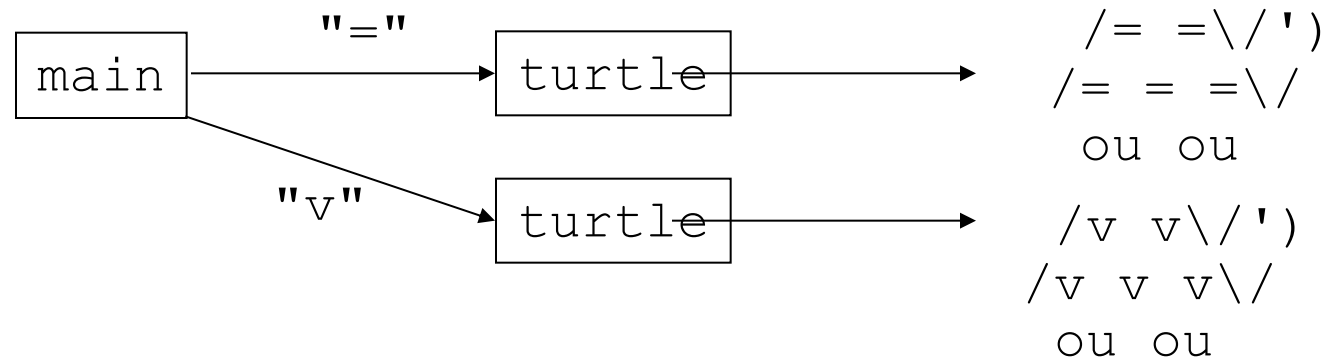 "="
main
turtle
 /= =\/')
/= = =\/
 ou ou
"v"
turtle
 /v v\/')
/v v v\/
 ou ou